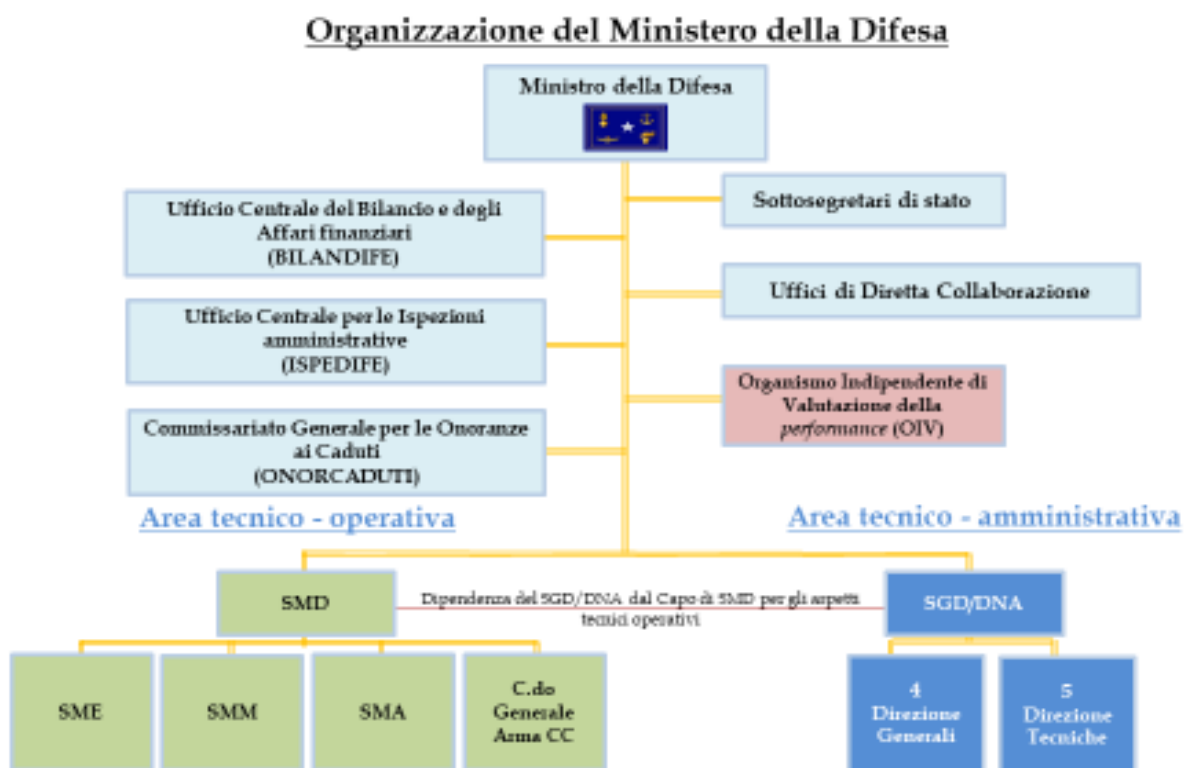 Organizzazione del Ministero della Difesa
Ministro della Difesa
Ufficio Centrale del Bilancio e degli
Affari finanziari
(BILANDIFE)
Sottosegretari di stato
Uffici di Diretta Collaborazione
Ufficio Centrale per le Ispezioni
amministrative
(ISPEDIFE)
Organismo Indipendente di
Valutazione della
performance (OIV)
Commissariato Generale per le Onoranze
ai Caduti
(ONORCADUTI)
Area tecnico - operativa
Area tecnico - amministrativa
SMD
Dipendenza del SGD/DNA dal Capo di SMD per gli aspetti
tecnici operativi
SGD/DNA
SME
SMM
SMA
C.do
Generale
Arma CC
4
Direzione
Generali
5
Direzione
Tecniche